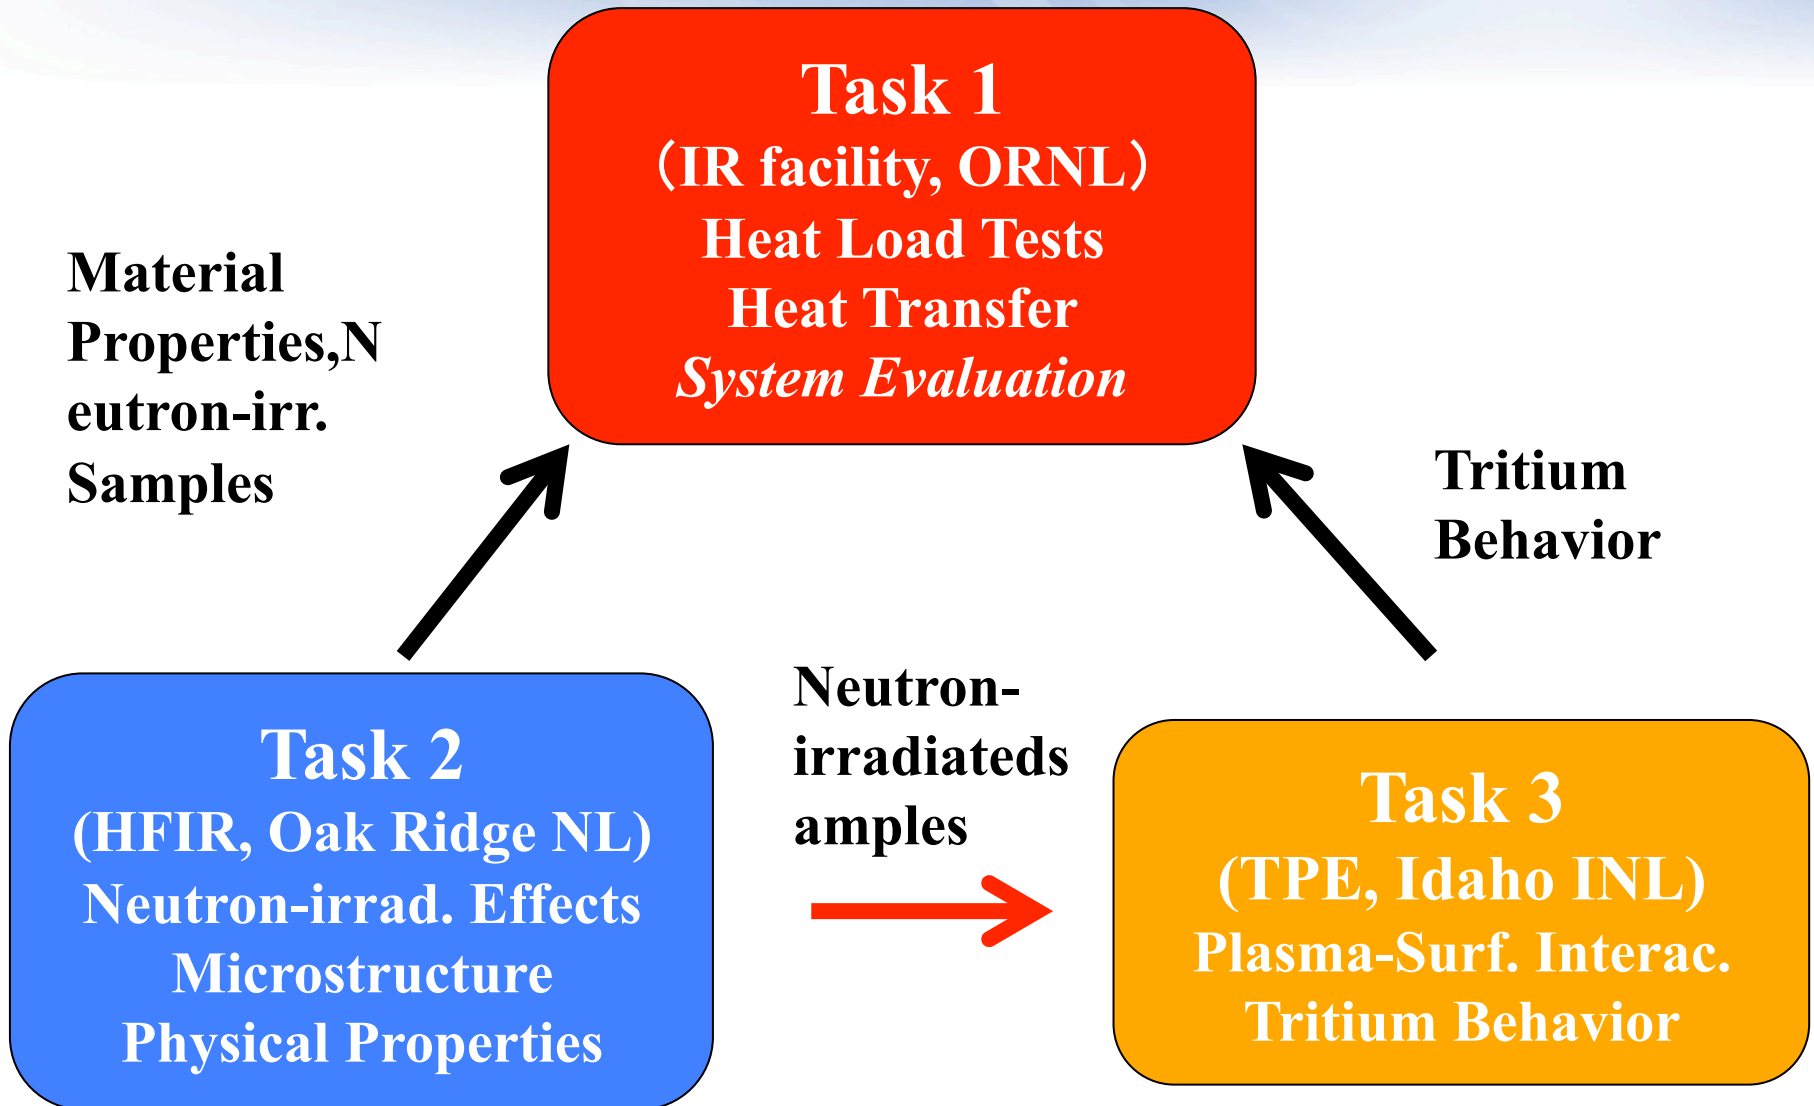 Task 1
（IR facility, ORNL）
Heat Load Tests
Heat Transfer
System Evaluation
Material
Properties,N
eutron-irr.
Samples
Tritium
Behavior
Neutron-
irradiateds
amples
Task 2
(HFIR, Oak Ridge NL)
Neutron-irrad. Effects
Microstructure
Physical Properties
Task 3
(TPE, Idaho INL)
Plasma-Surf. Interac.
Tritium Behavior